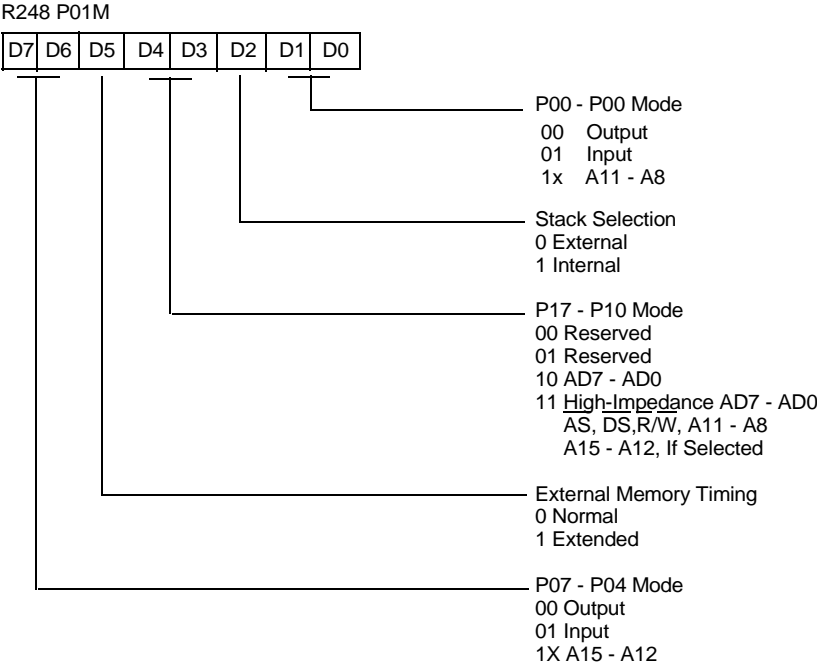 R248 P01M
D7 D6 D5 D4 D3 D2 D1 D0
P00 - P00 Mode
00 Output
01 Input
1x A11 - A8
Stack Selection
0 External
1 Internal
P17 - P10 Mode
00 Reserved
01 Reserved
10 AD7 - AD0
11 High-Impedance AD7 - AD0
AS, DS,R/W, A11 - A8
A15 - A12, If Selected
External Memory Timing
0 Normal
1 Extended
P07 - P04 Mode
00 Output
01 Input
1X A15 - A12